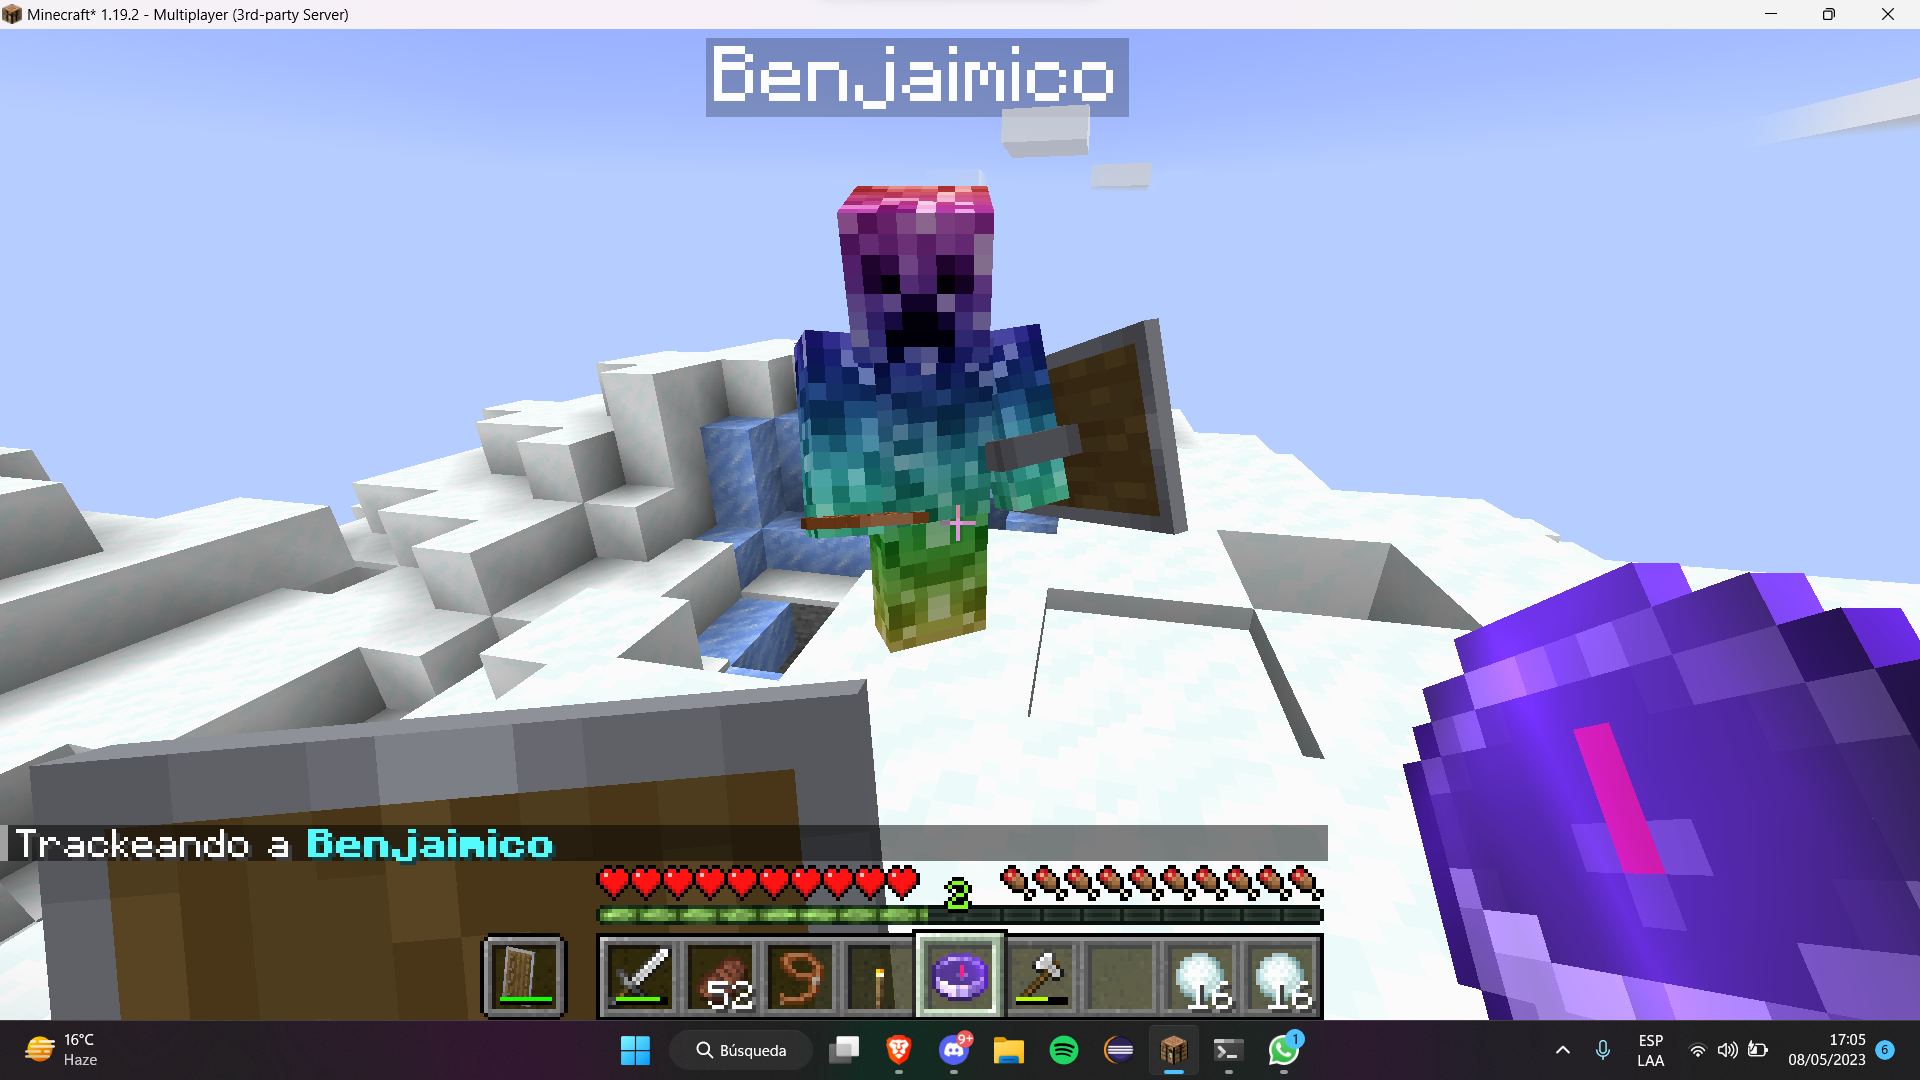 Minecraft* 1.19.2 - Multiplayer (3rd-party Server)
Benjaimico
Trackeando a Benjaimico
2
52
16
16
16°C
Haze
Búsqueda
9+
1
ESP
LAA
17:05
08/05/2023
6